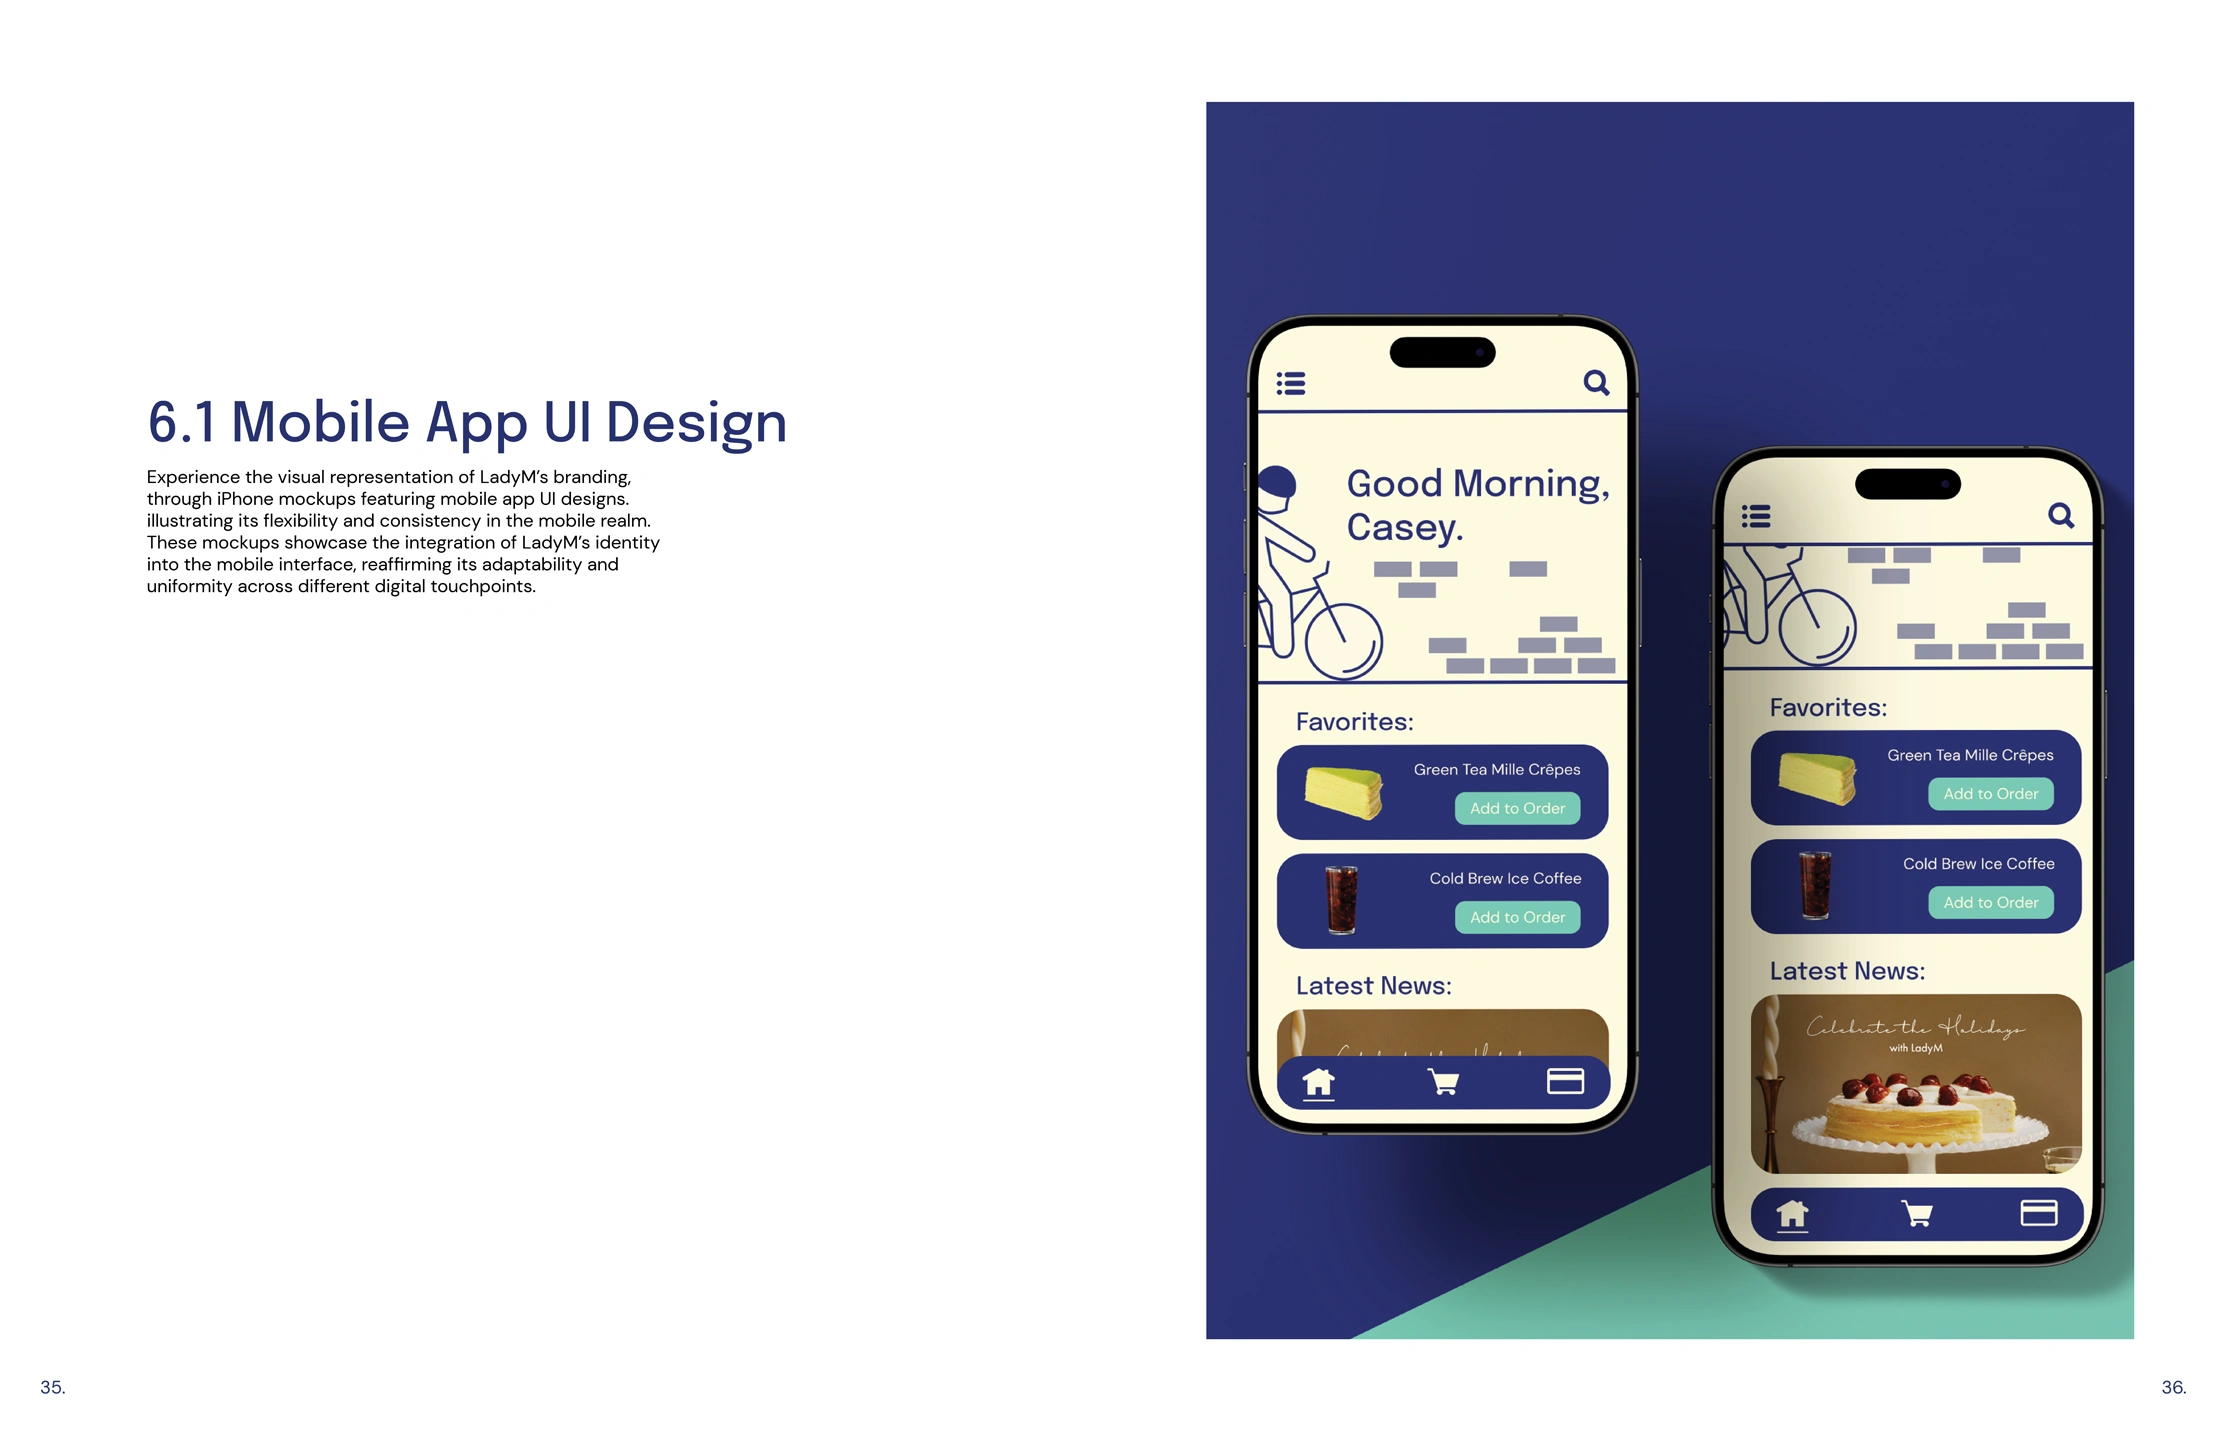 6.1 Mobile App UI Design
Experience the visual representation of LadyM’s branding,
through iPhone mockups featuring mobile app UI designs.
illustrating its flexibility and consistency in the mobile realm.
These mockups showcase the integration of LadyM’s identity
into the mobile interface, reaffirming its adaptability and
uniformity across different digital touchpoints.
35.
Good Morning,
Casey.
Favorites:
Green Tea Mille Crêpes
Add to Order
Cold Brew Ice Coffee
Add to Order
Latest News:
Favorites:
Green Tea Mille Crêpes
Add to Order
Cold Brew Ice Coffee
Add to Order
Latest News:
Celebrate the Holidays
with LadyM
36.